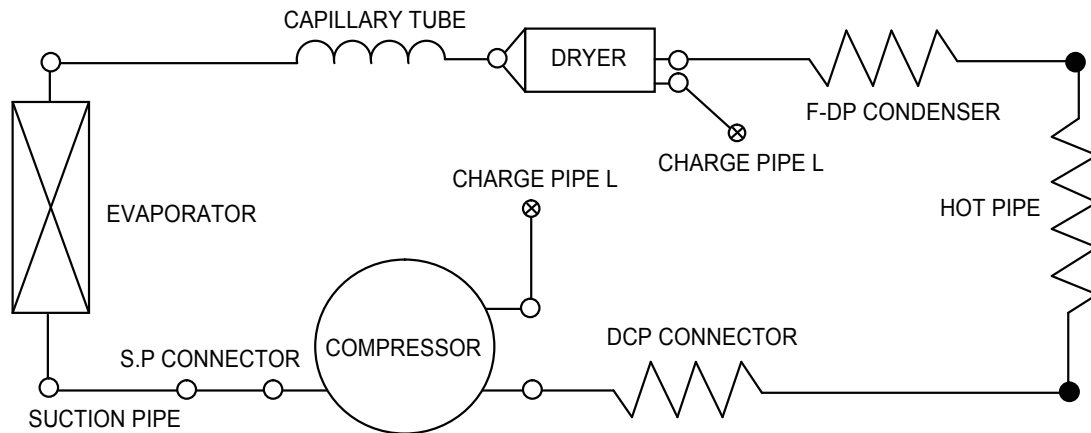 CAPILLARY TUBE
DRYER
F-DP CONDENSER
CHARGE PIPE L
CHARGE PIPE L
EVAPORATOR
HOT PIPE
S.P CONNECTOR
COMPRESSOR
DCP CONNECTOR
SUCTION PIPE